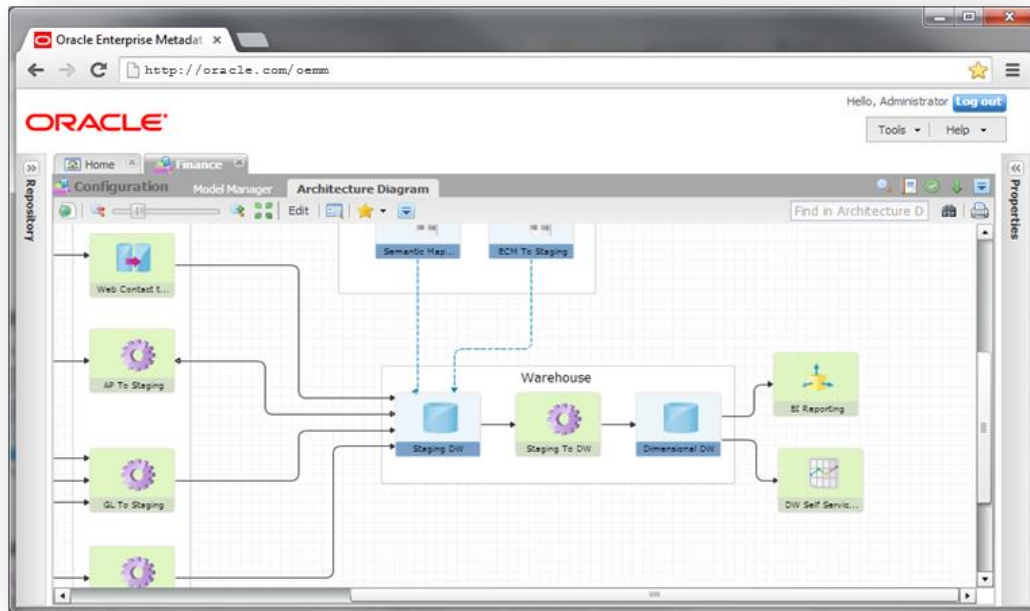 Oracle Enterprise Metadat
http://oracle.com/oemm
Hello, Administrator Log out
ORACLE
Tools Help
Repository
Home Finance
Properties
Configuration Model Manager Architecture Diagram
Edit Find in Architecture D
Semantic Map... ECM To Staging
Web Contact t...
Warehouse
AP To Staging
BI Reporting
Staging DW Staging To DW Dimensional DW
GL To Staging
DW Self Servic...